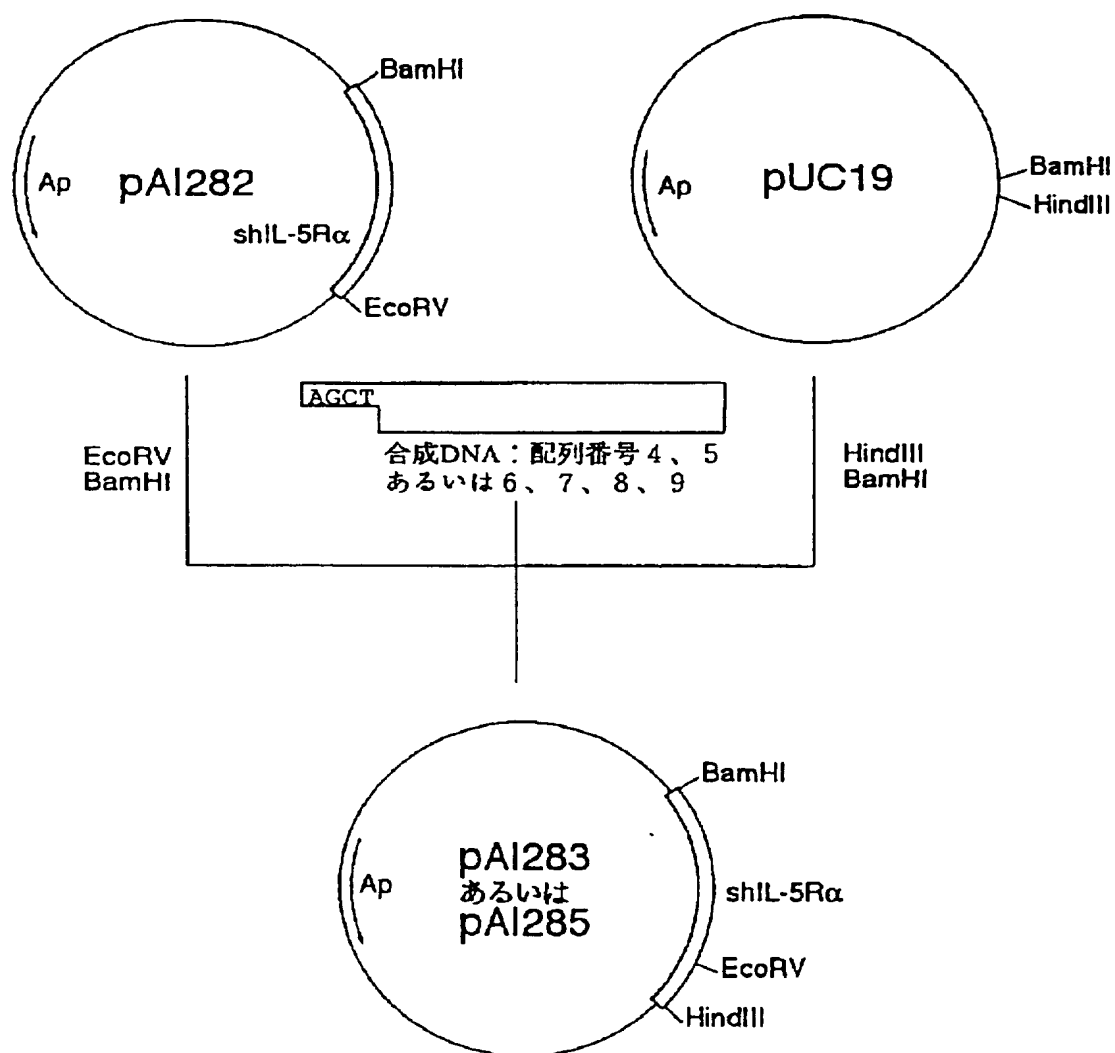 BamHI
Ap
pAI282
shIL-5Rα
EcoRV
Ap
pUC19
BamHI
HindIII
AGCT
合成DNA：配列番号4、5
あるいは6、7、8、9
EcoRV
BamHI
HindIII
BamHI
BamHI
Ap
pAI283
あるいは
pAI285
shIL-5Rα
EcoRV
HindIII